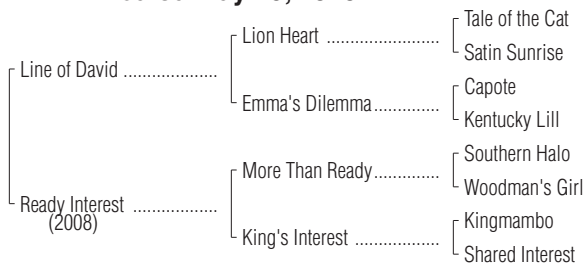 Tale of the Cat
Lion Heart ........................
Satin Sunrise
Line of David ....................
Capote
Emma's Dilemma..............
Kentucky Lill
Southern Halo
More Than Ready..............
Woodman's Girl
Ready Interest ..................
(2008)
Kingmambo
King's Interest ..................
Shared Interest